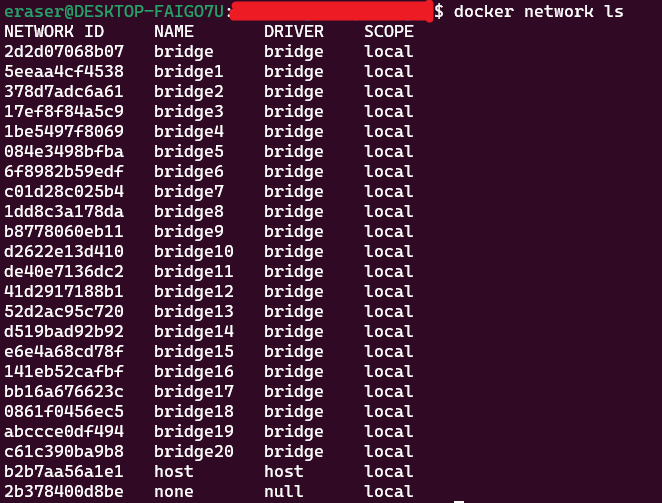 eraser@DESKTOP-FAIGO7U:$ docker network ls
NETWORK ID NAME DRIVER SCOPE
2d2d07068b07 bridge bridge local
5eeaa4cf4538 bridge1 bridge local
378d7adc6a61 bridge2 bridge local
17ef8f84a5c9 bridge3 bridge local
1be5497f8069 bridge4 bridge local
084e3498bfba bridge5 bridge local
6f8982b59edf bridge6 bridge local
c01d28c025b4 bridge7 bridge local
1dd8c3a178da bridge8 bridge local
b8778060eb11 bridge9 bridge local
d2622e13d410 bridge10 bridge local
de40e7136dc2 bridge11 bridge local
41d2917188b1 bridge12 bridge local
52d2ac95c720 bridge13 bridge local
d519bad92b92 bridge14 bridge local
e6e4a68cd78f bridge15 bridge local
141eb52cafbf bridge16 bridge local
bb16a676623c bridge17 bridge local
0861f0456ec5 bridge18 bridge local
abccce0df494 bridge19 bridge local
c61c390ba9b8 bridge20 bridge local
b2b7aa56a1e1 host host local
2b378400d8be none null local